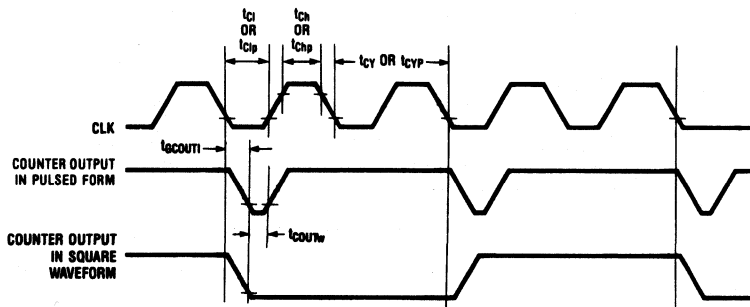 tCl
OR
tClp
tCh
OR
tChp
tCY OR tCYP
CLK
tGCOUTI
COUNTER OUTPUT
IN PULSED FORM
tCOUTw
COUNTER OUTPUT
IN SQUARE
WAVEFORM